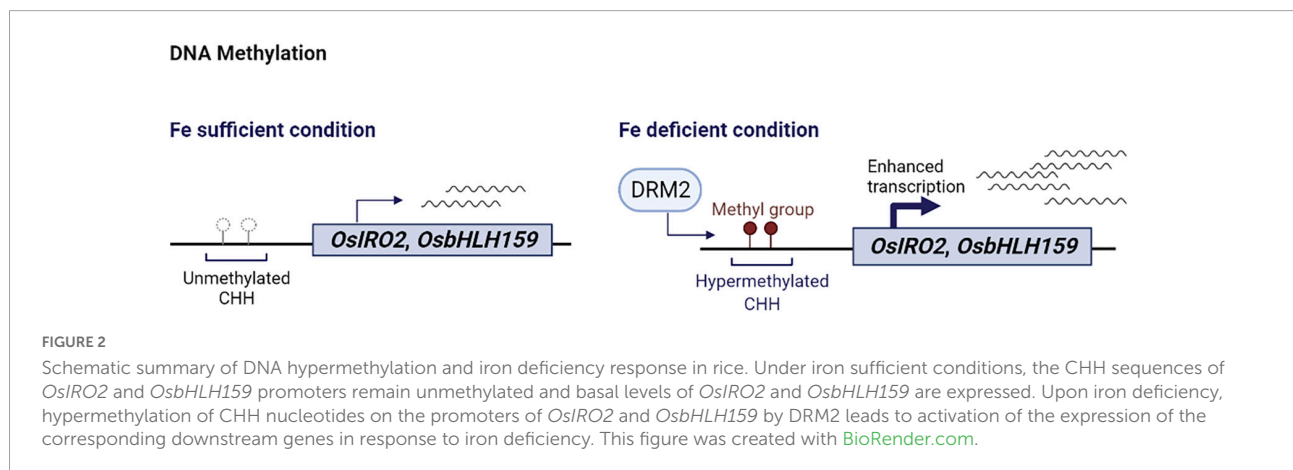 DNA Methylation
Fe sufficient condition
OsIRO2, OsbHLH159
Unmethylated
CHH
Fe deficient condition
DRM2
Methyl group
Enhanced
transcription
OsIRO2, OsbHLH159
Hypermethylated
CHH
FIGURE 2
Schematic summary of DNA hypermethylation and iron deficiency response in rice. Under iron sufficient conditions, the CHH sequences of
OsIRO2 and OsbHLH159 promoters remain unmethylated and basal levels of OsIRO2 and OsbHLH159 are expressed. Upon iron deficiency,
hypermethylation of CHH nucleotides on the promoters of OsIRO2 and OsbHLH159 by DRM2 leads to activation of the expression of the
corresponding downstream genes in response to iron deficiency. This figure was created with BioRender.com.